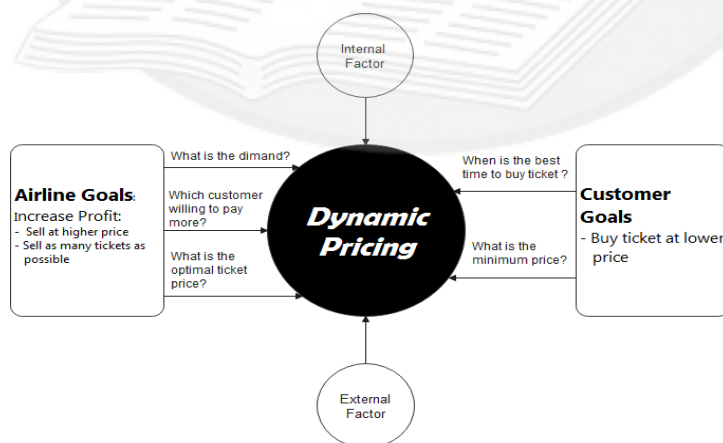 Internal
Factor
What is the dimand?
Airline Goals:
Increase Profit:
- Sell at higher price
- Sell as many tickets as
possible
Which customer
willing to pay
more?
What is the
optimal ticket
price?
Dynamic
Pricing
When is the best
time to buy ticket ?
What is the
minimum price?
Customer
Goals
- Buy ticket at lower
price
External
Factor